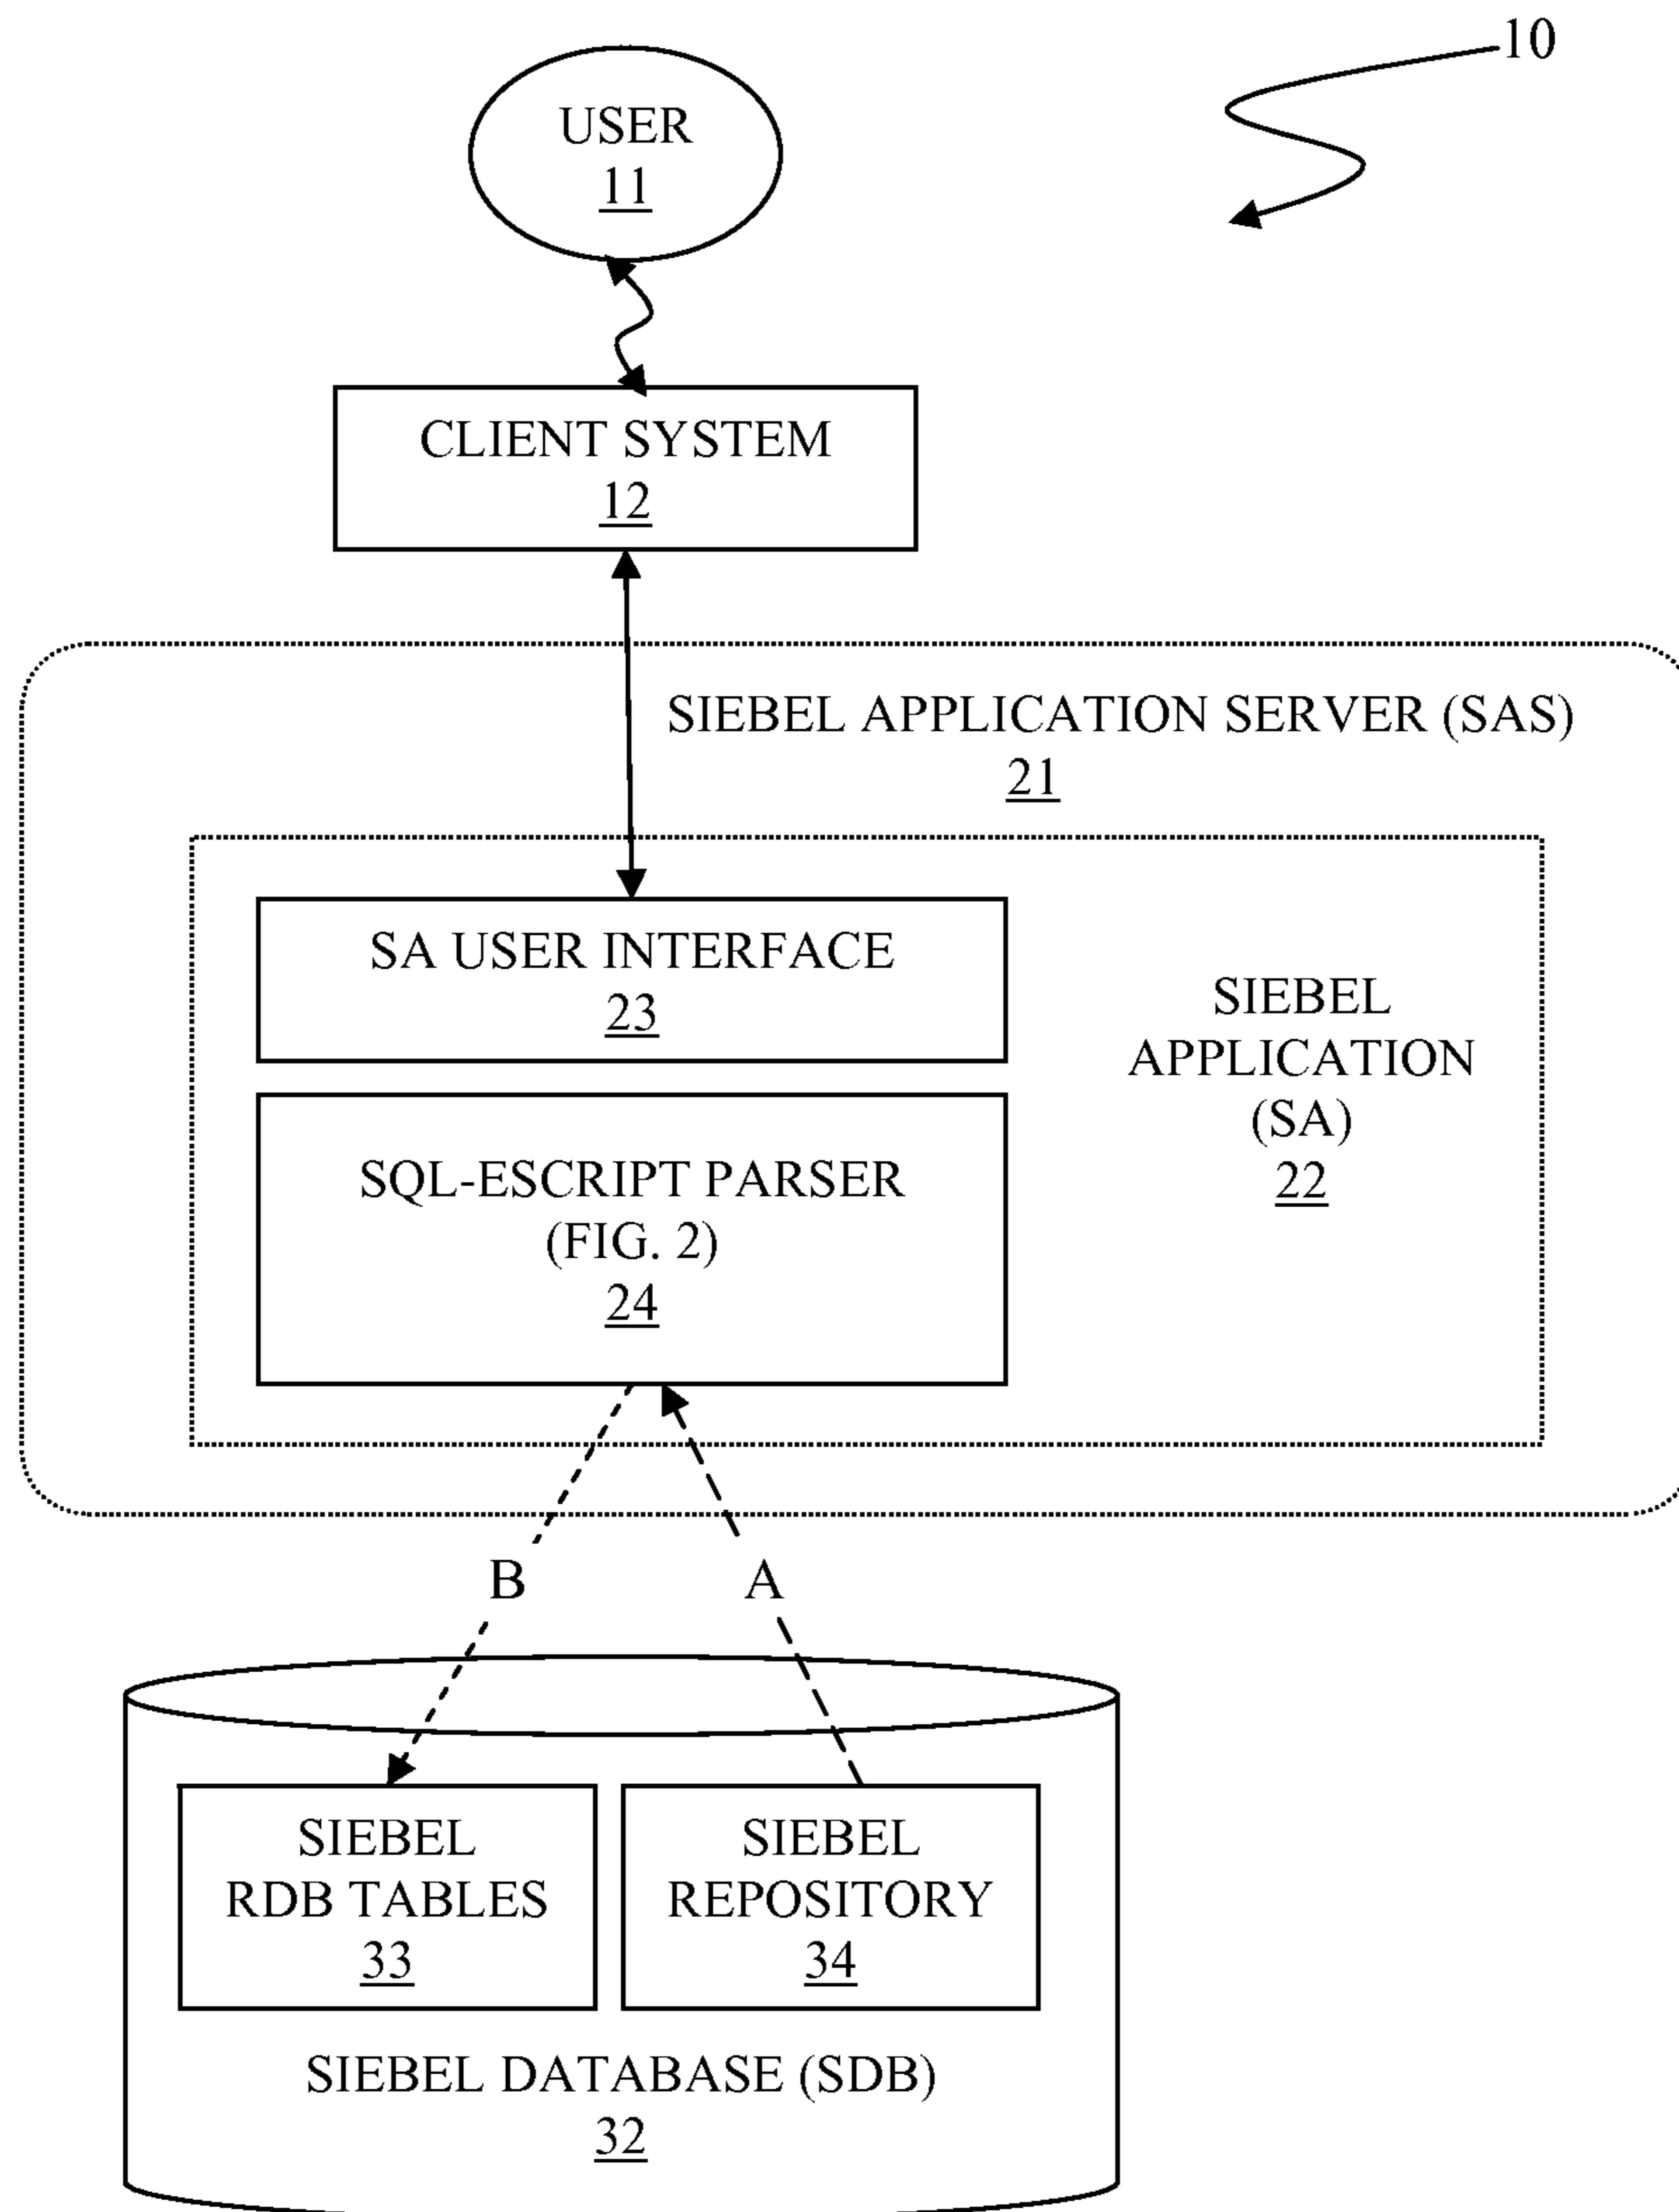 10
USER
11
CLIENT SYSTEM
12
SIEBEL APPLICATION SERVER (SAS)
21
SA USER INTERFACE
23
SIEBEL
APPLICATION
(SA)
22
SQL-ESCRIPT PARSER
(FIG. 2)
24
B
A
SIEBEL
RDB TABLES
33
SIEBEL
REPOSITORY
34
SIEBEL DATABASE (SDB)
32